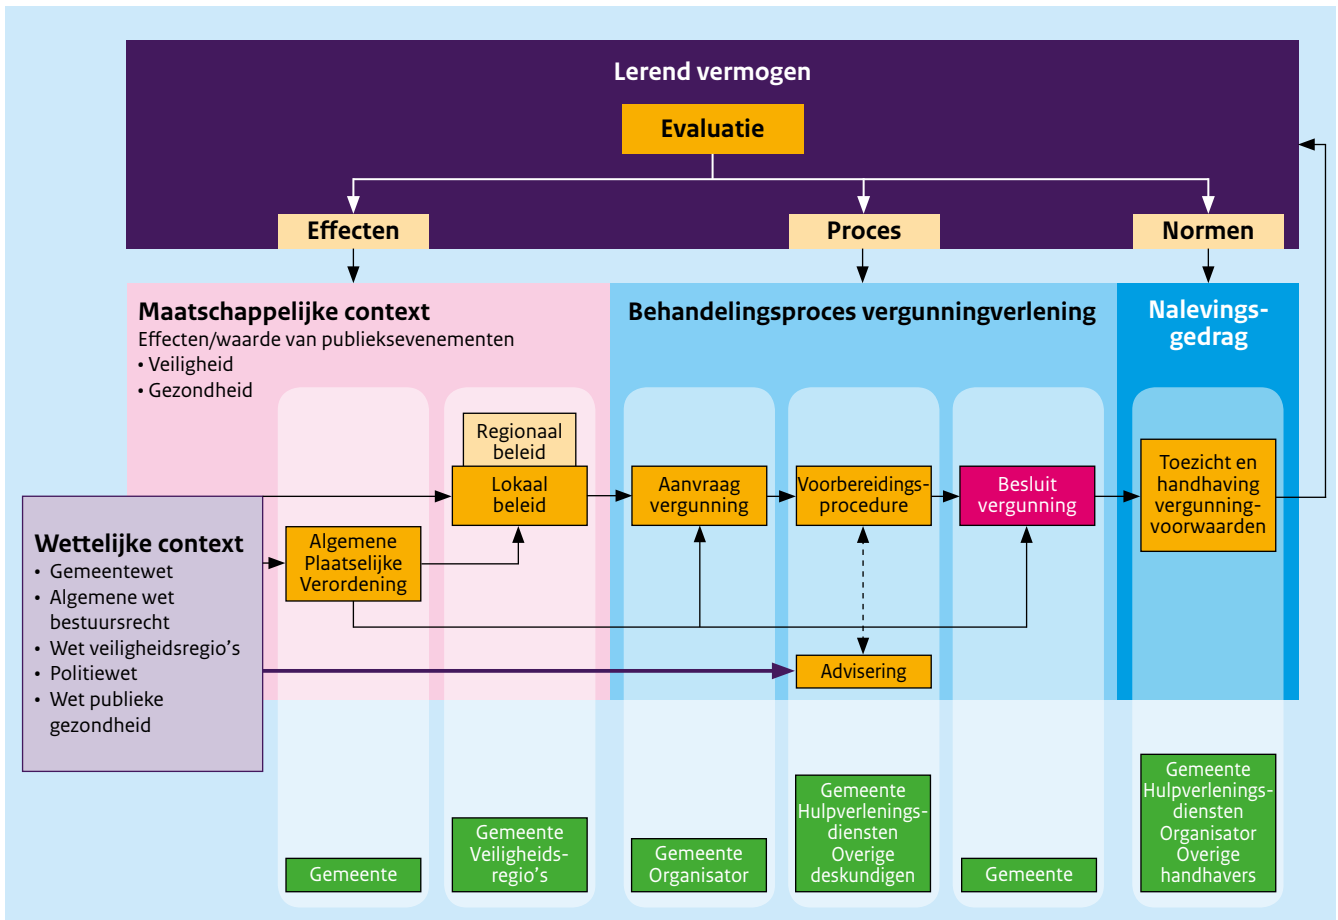 Lerend vermogen
Evaluatie
Effecten
Proces
Normen
Maatschappelijke context
Effecten/waarde van publieksevenementen
• Veiligheid
• Gezondheid
Behandelingsproces vergunningverlening
Nalevings-
gedrag
Regionaal
beleid
Lokaal
beleid
Aanvraag
vergunning
Voorbereidings-
procedure
Besluit
vergunning
Toezicht en
handhaving
vergunning-
voorwaarden
Wettelijke context
• Gemeentewet
• Algemene wet
bestuursrecht
• Wet veiligheidsregio's
• Politiewet
• Wet publieke
gezondheid
Algemene
Plaatselijke
Verordening
Advisering
Gemeente
Gemeente
Veiligheids-
regio's
Gemeente
Organisator
Gemeente
Hulpverlenings-
diensten
Overige
deskundigen
Gemeente
Gemeente
Hulpverlenings-
diensten
Organisator
Overige
handhavers